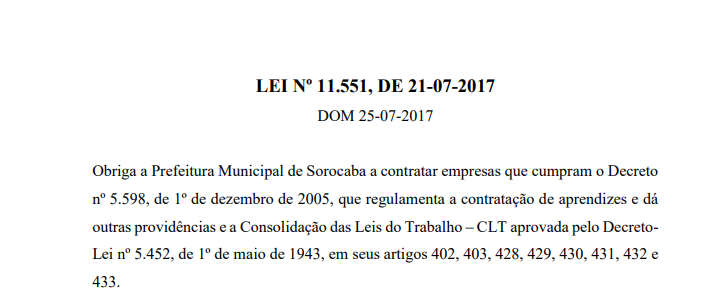 LEI Nº 11.551, DE 21-07-2017
DOM 25-07-2017
Obriga a Prefeitura Municipal de Sorocaba a contratar empresas que cumpram o Decreto
nº 5.598, de 1º de dezembro de 2005, que regulamenta a contratação de aprendizes e dá
outras providências e a Consolidação das Leis do Trabalho – CLT aprovada pelo Decreto-
Lei nº 5.452, de 1º de maio de 1943, em seus artigos 402, 403, 428, 429, 430, 431, 432 e
433.